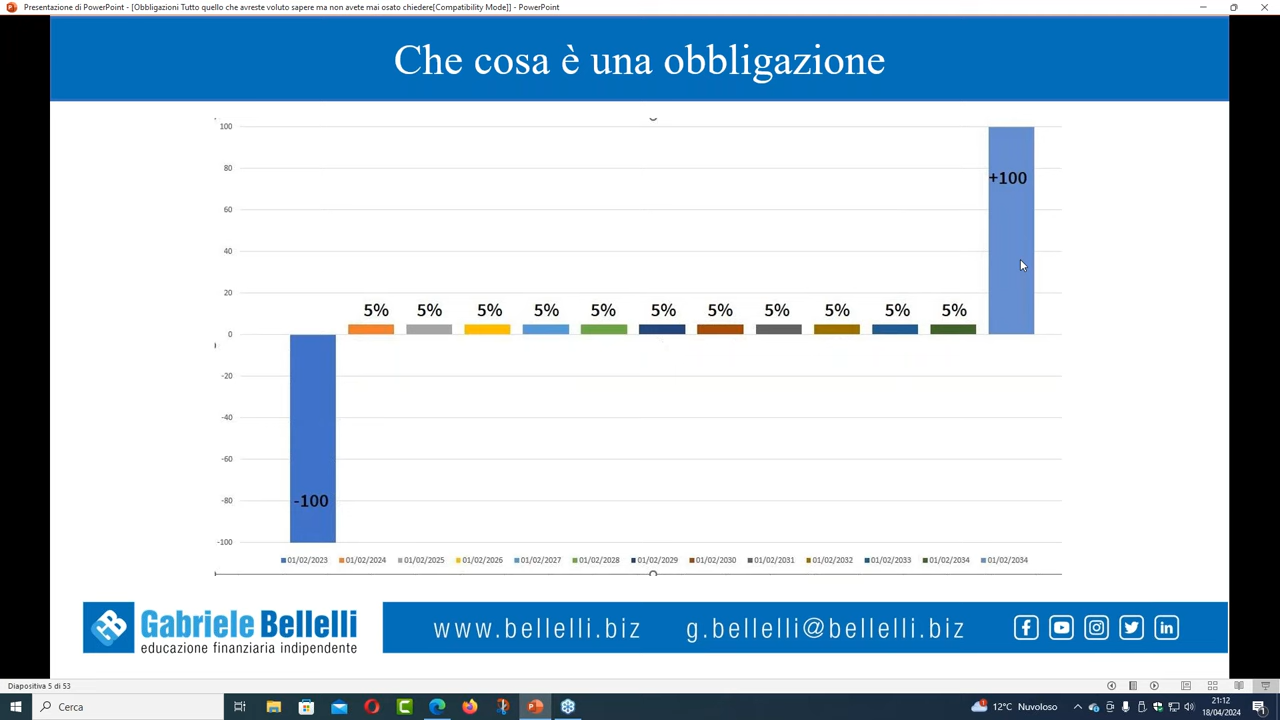 Presentazione di PowerPoint - [Obbligazioni Tutto quello che avreste voluto sapere ma non avete mai osato chiedere[Compatibility Mode]] - PowerPoint
Che cosa è una obbligazione
100
80
60
40
20
0
-20
-40
-60
-80
-100
-100
5% 5% 5% 5% 5% 5% 5% 5% 5% 5% 5%
+100
01/02/2023 01/02/2024 01/02/2025 01/02/2026 01/02/2027 01/02/2028 01/02/2029 01/02/2030 01/02/2031 01/02/2032 01/02/2033 01/02/2034 01/02/2034
Gabriele Bellelli
educazione finanziaria indipendente
www.bellelli.biz g.bellelli@bellelli.biz
Diapositiva 5 di 53
Cerca
12°C Nuvoloso
21:12
18/04/2024